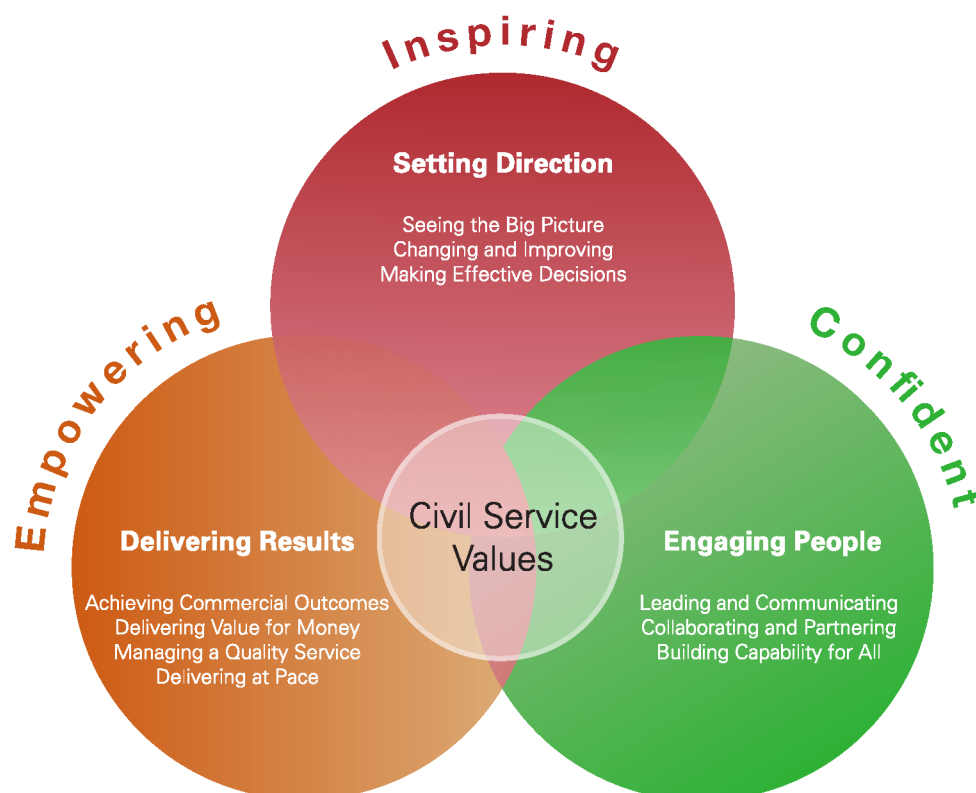 Inspiring
Setting Direction
Seeing the Big Picture
Changing and Improving
Making Effective Decisions
Empowering
Confident
Civil Service
Values
Delivering Results
Achieving Commercial Outcomes
Delivering Value for Money
Managing a Quality Service
Delivering at Pace
Engaging People
Leading and Communicating
Collaborating and Partnering
Building Capability for All